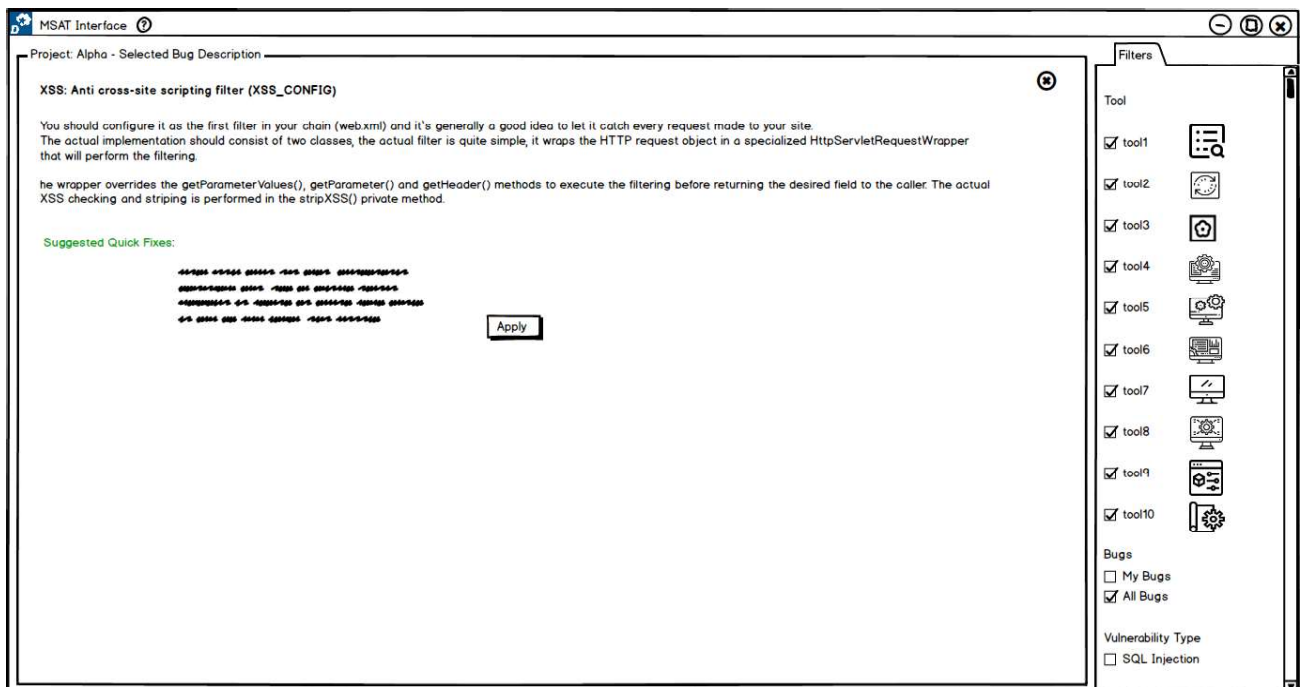 MSAT Interface ?
Project: Alpha - Selected Bug Description
XSS: Anti cross-site scripting filter (XSS_CONFIG)
You should configure it as the first filter in your chain (web.xml) and it's generally a good idea to let it catch every request made to your site.
The actual implementation should consist of two classes, the actual filter is quite simple, it wraps the HTTP request object in a specialized HttpServletRequestWrapper
that will perform the filtering.
he wrapper overrides the getParameterValues(), getParameter() and getHeader() methods to execute the filtering before returning the desired field to the caller. The actual
XSS checking and striping is performed in the stripXSS() private method.
Suggested Quick Fixes:
Apply
Filters
Tool
tool1
tool2
tool3
tool4
tool5
tool6
tool7
tool8
tool9
tool10
Bugs
My Bugs
All Bugs
Vulnerability Type
SQL Injection